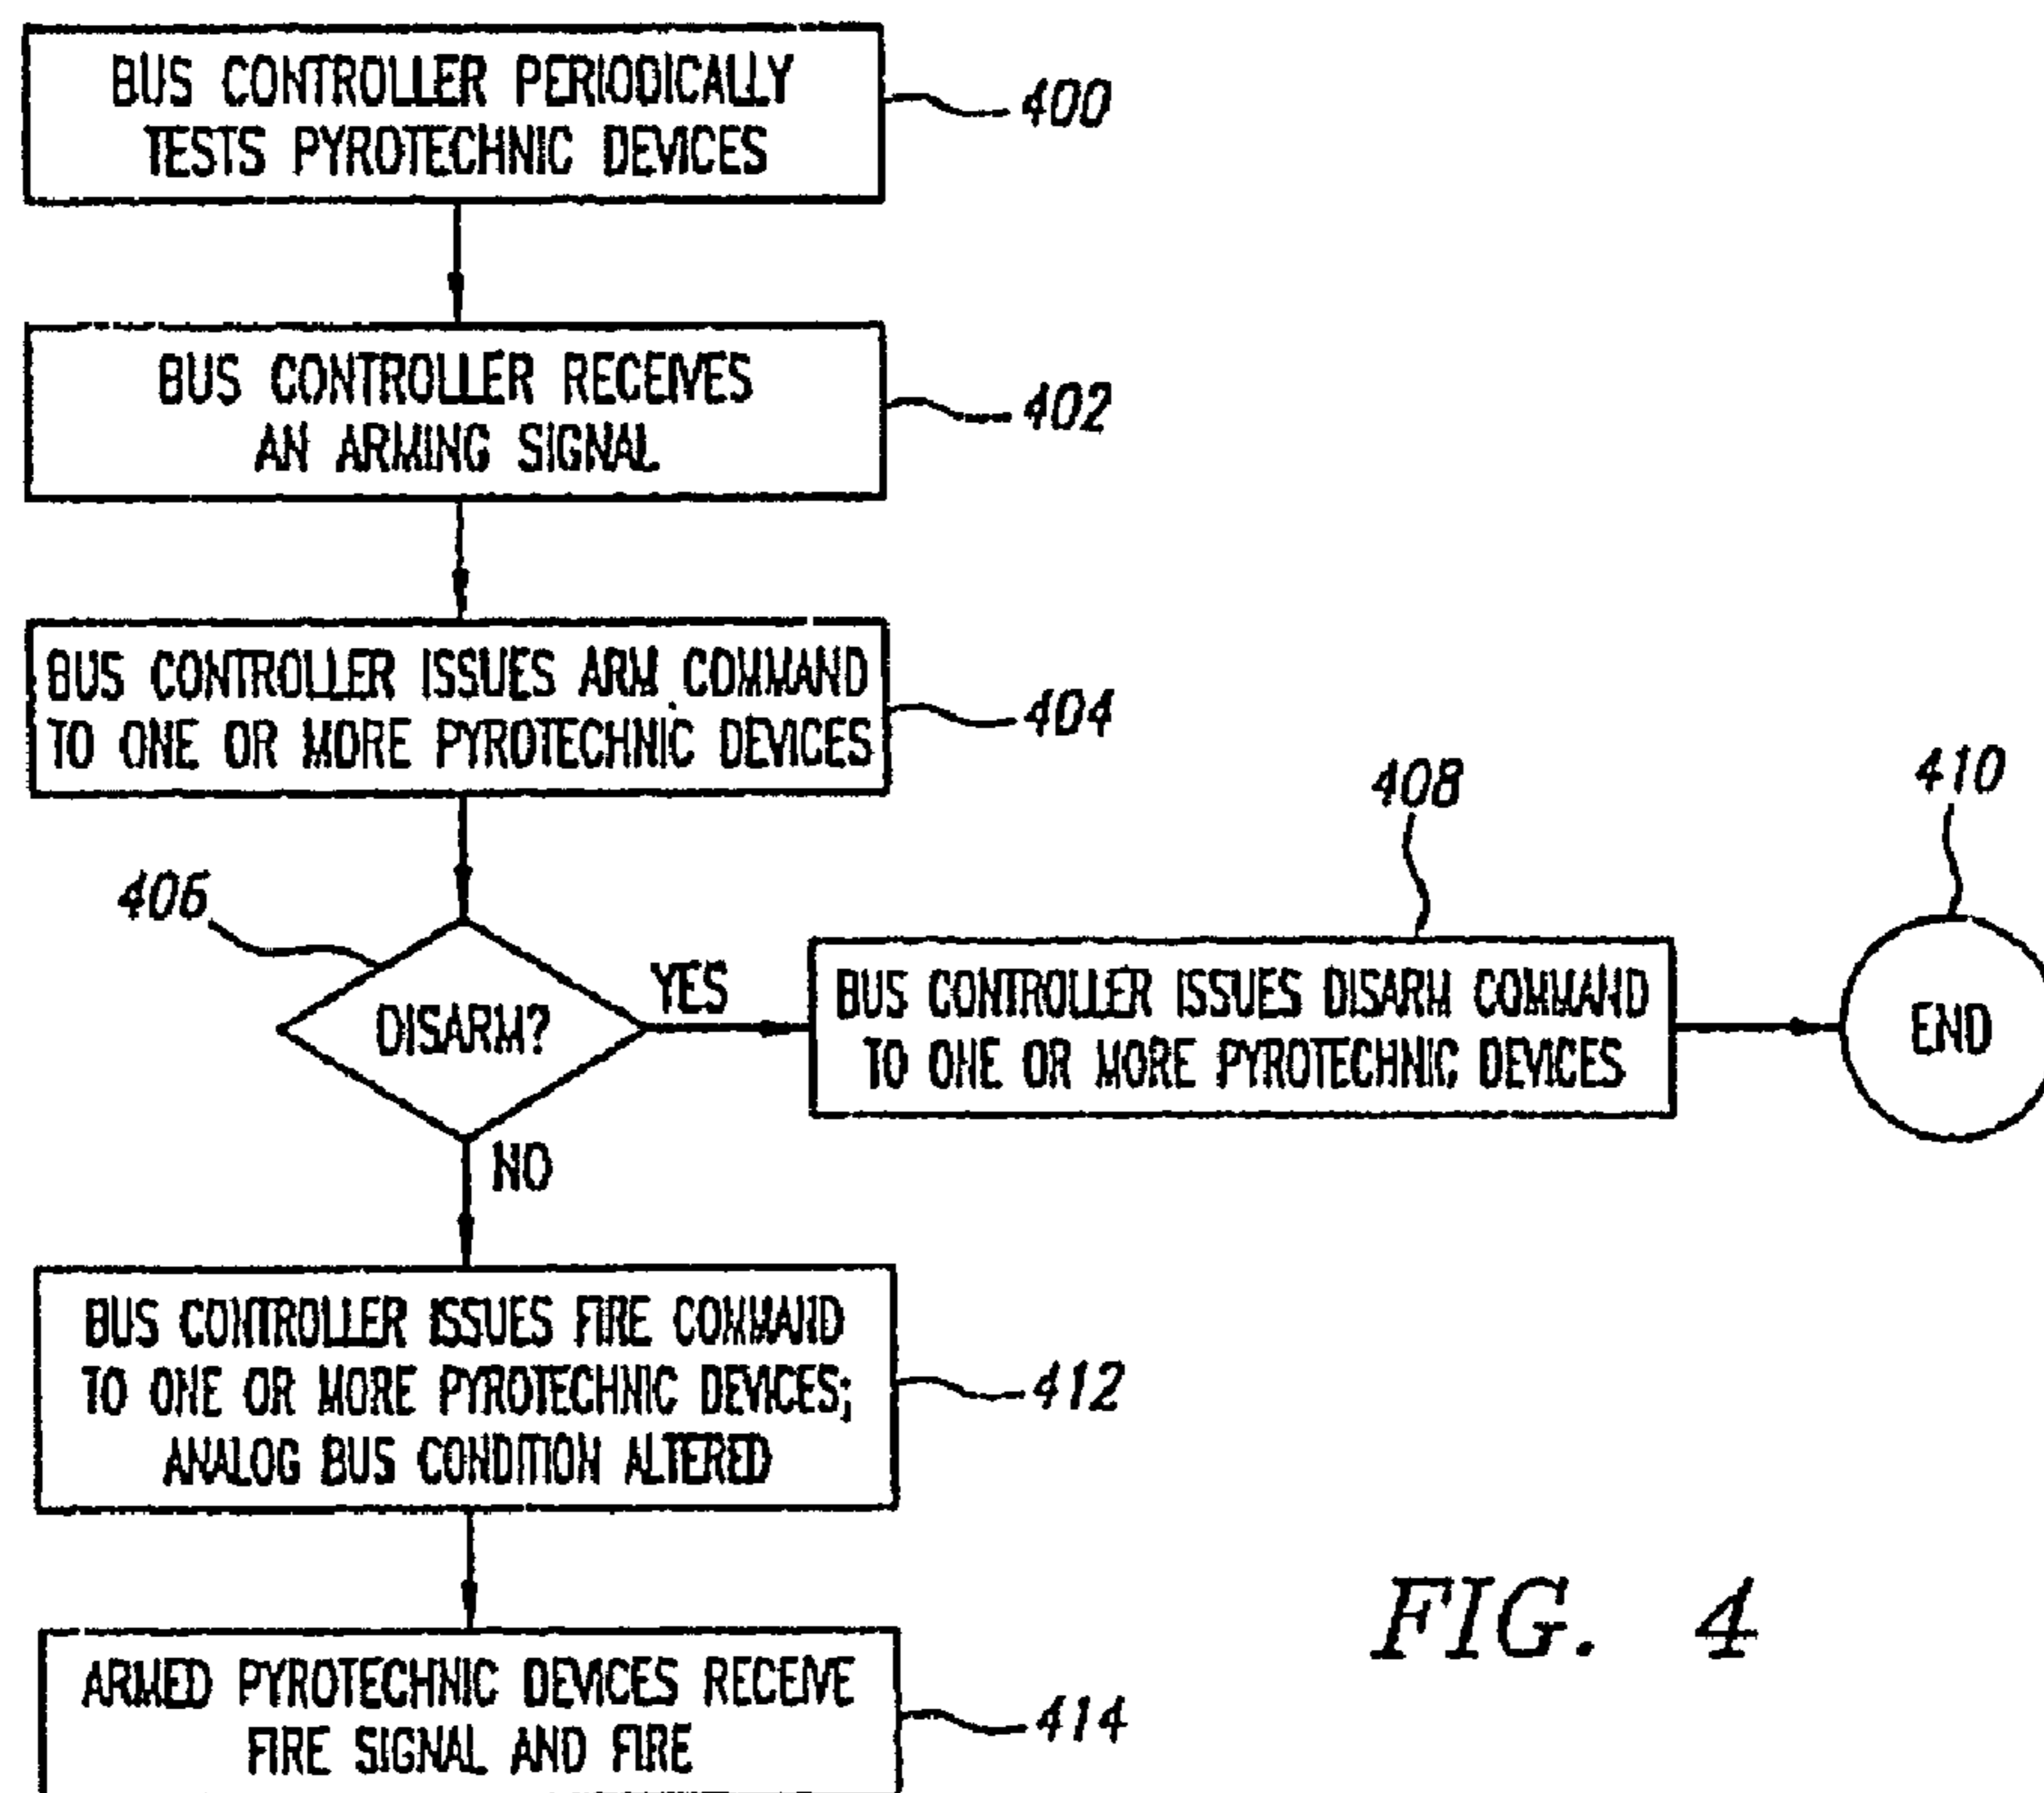 BUS CONTROLLER PERIODICALLY
TESTS PYROTECHNIC DEVICES
400
BUS CONTROLLER RECEIVES
AN ARMING SIGNAL
402
BUS CONTROLLER ISSUES ARM COMMAND
TO ONE OR MORE PYROTECHNIC DEVICES
404
406
DISARM?
YES
408
BUS CONTROLLER ISSUES DISARM COMMAND
TO ONE OR MORE PYROTECHNIC DEVICES
410
END
NO
BUS CONTROLLER ISSUES FIRE COMMAND
TO ONE OR MORE PYROTECHNIC DEVICES;
ANALOG BUS CONDITION ALTERED
412
ARMED PYROTECHNIC DEVICES RECEIVE
FIRE SIGNAL AND FIRE
414
FIG. 4